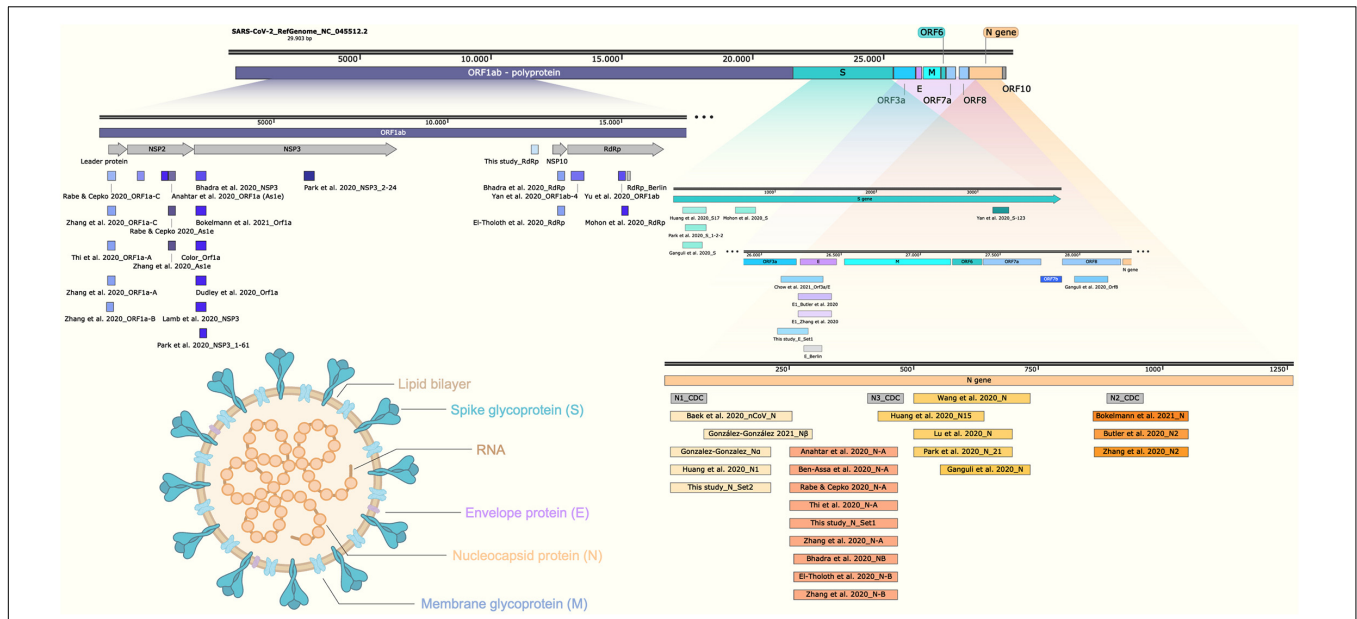 SARS-CoV-2_RefGenome_NC_045512.2
29.903 bp
ORF6
N gene
5000
10.000
15.000
20.000
25.000
ORF1ab - polyprotein
S
M
ORF3a
E
ORF7a
ORF8
ORF10
5000
10.000
15.000
ORF1ab
Leader protein
NSP2
NSP3
This study_RdRp
NSP10
RdRp
Rabe & Cepko 2020_ORF1a-C
Anahtar et al. 2020_ORF1a (As1e)
Bhadra et al. 2020_NSP3
Park et al. 2020_NSP3_2-24
Bhadra et al. 2020_RdRp
Yan et al. 2020_ORF1ab-4
Yu et al. 2020_ORF1ab
RdRp_Berlin
Zhang et al. 2020_ORF1a-C
Rabe & Cepko 2020_As1e
Bokelmann et al. 2021_Orf1a
El-Tholoth et al. 2020_RdRp
Mohon et al. 2020_RdRp
Thi et al. 2020_ORF1a-A
Zhang et al. 2020_As1e
Color_Orf1a
Zhang et al. 2020_ORF1a-A
Dudley et al. 2020_Orf1a
Zhang et al. 2020_ORF1a-B
Lamb et al. 2020_NSP3
Park et al. 2020_NSP3_1-61
1000
2000
3000
S gene
Huang et al. 2020_S17
Mohon et al. 2020_S
Yan et al. 2020_S-123
Park et al. 2020_S_1-2-2
Ganguli et al. 2020_S
26.000
26.500
27.000
27.500
28.000
ORF3a
E
M
ORF6
ORF7a
ORF8
N gene
ORF7b
Chow et al. 2021_Orf3a/E
Ganguli et al. 2020_Orf8
E1_Butler et al. 2020
E1_Zhang et al. 2020
This study_E_Set1
E_Berlin
250
500
750
1000
1250
N gene
N1_CDC
N3_CDC
Wang et al. 2020_N
N2_CDC
Baek et al. 2020_nCoV_N
Huang et al. 2020_N15
Bokelmann et al. 2021_N
González-González 2021_Nβ
Lu et al. 2020_N
Butler et al. 2020_N2
Gonzalez-Gonzalez_Nα
Anahtar et al. 2020_N-A
Park et al. 2020_N_21
Zhang et al. 2020_N2
Huang et al. 2020_N1
Ben-Assa et al. 2020_N-A
Ganguli et al. 2020_N
This study_N_Set2
Rabe & Cepko 2020_N-A
Thi et al. 2020_N-A
This study_N_Set1
Zhang et al. 2020_N-A
Bhadra et al. 2020_NB
El-Tholoth et al. 2020_N-B
Zhang et al. 2020_N-B
Lipid bilayer
Spike glycoprotein (S)
RNA
Envelope protein (E)
Nucleocapsid protein (N)
Membrane glycoprotein (M)